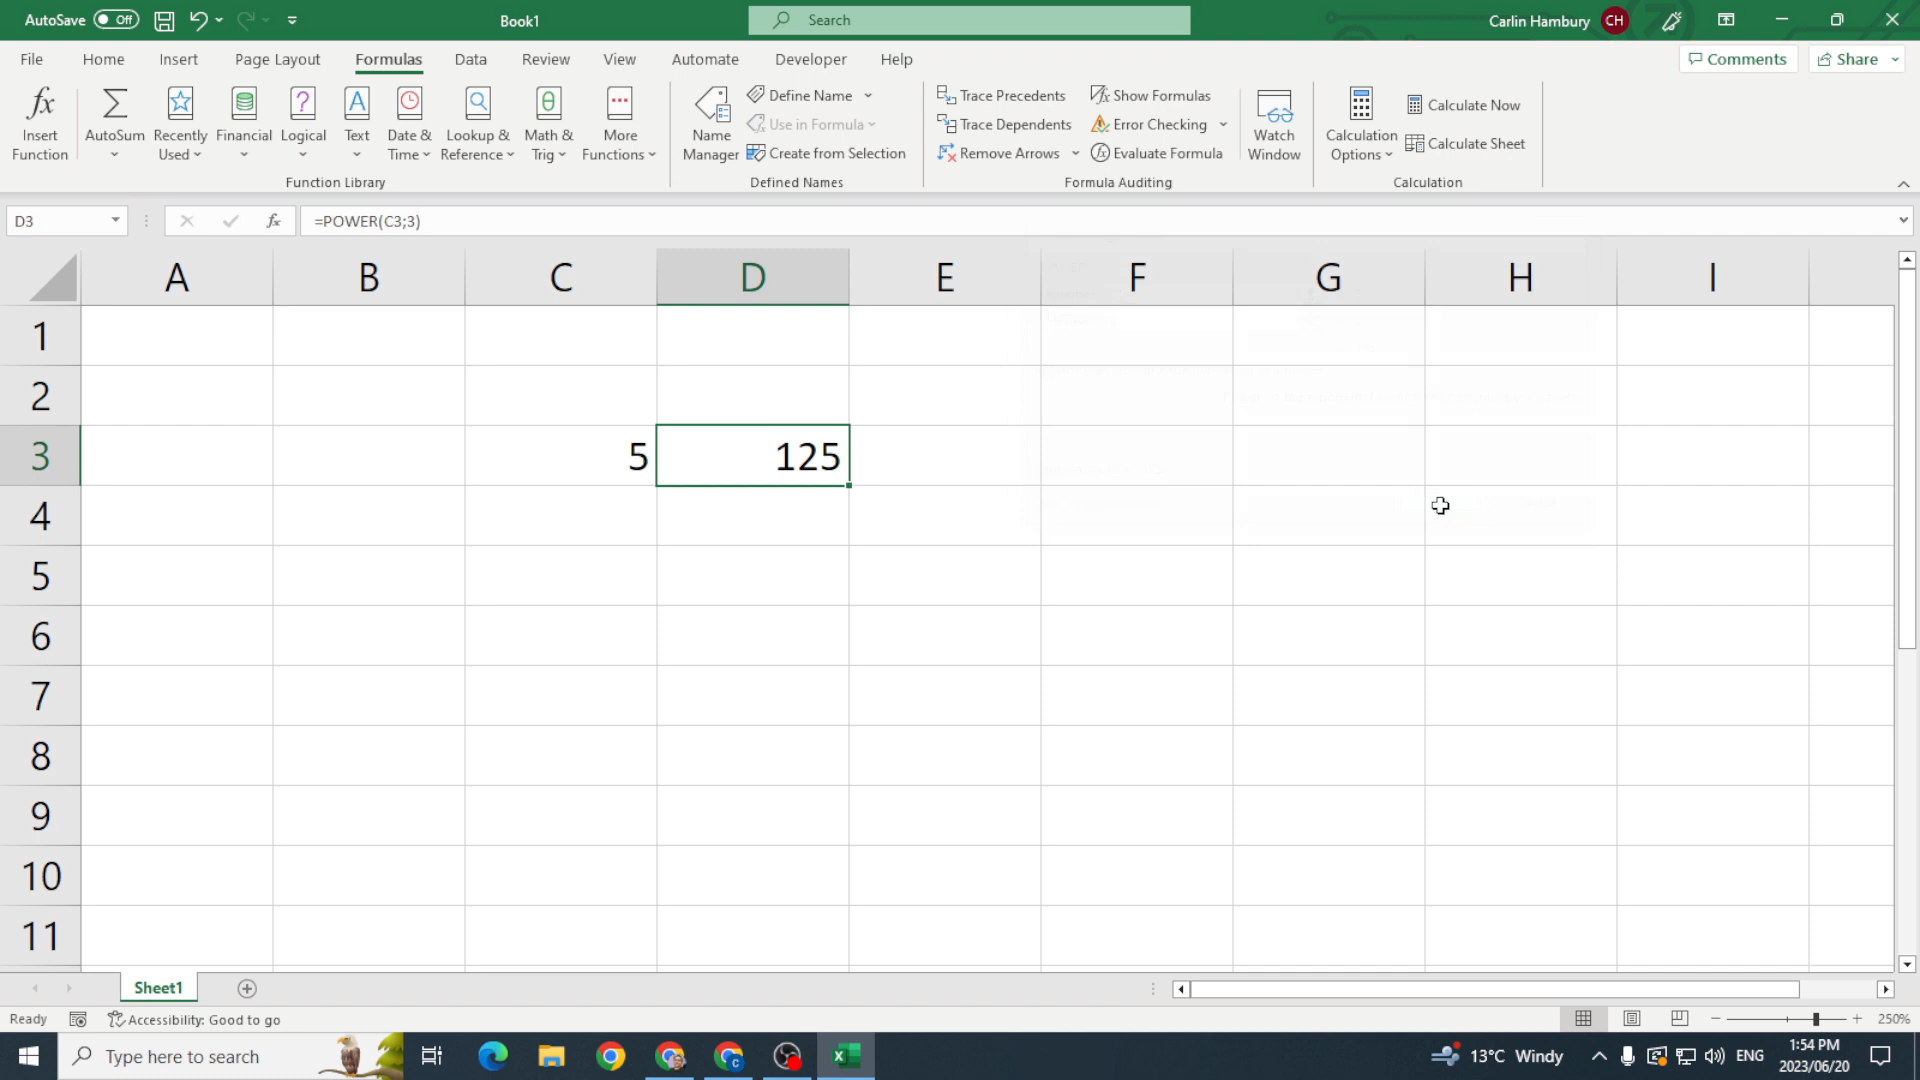 AutoSave Off Book1 Search Carlin Hambury CH
File Home Insert Page Layout Formulas Data Review View Automate Developer Help Comments Share
fx
Insert Function
AutoSum
Recently Used
Financial
Logical
Text
Date & Time
Lookup & Reference
Math & Trig
More Functions
Function Library
Name Manager
Define Name
Use in Formula
Create from Selection
Defined Names
Trace Precedents
Trace Dependents
Remove Arrows
Show Formulas
Error Checking
Evaluate Formula
Formula Auditing
Watch Window
Calculation Options
Calculate Now
Calculate Sheet
Calculation
D3 fx =POWER(C3;3)
A B C D E F G H I
1
2
3 5 125
4
5
6
7
8
9
10
11
Sheet1
Ready Accessibility: Good to go 250%
Type here to search 13°C Windy ENG 1:54 PM
2023/06/20